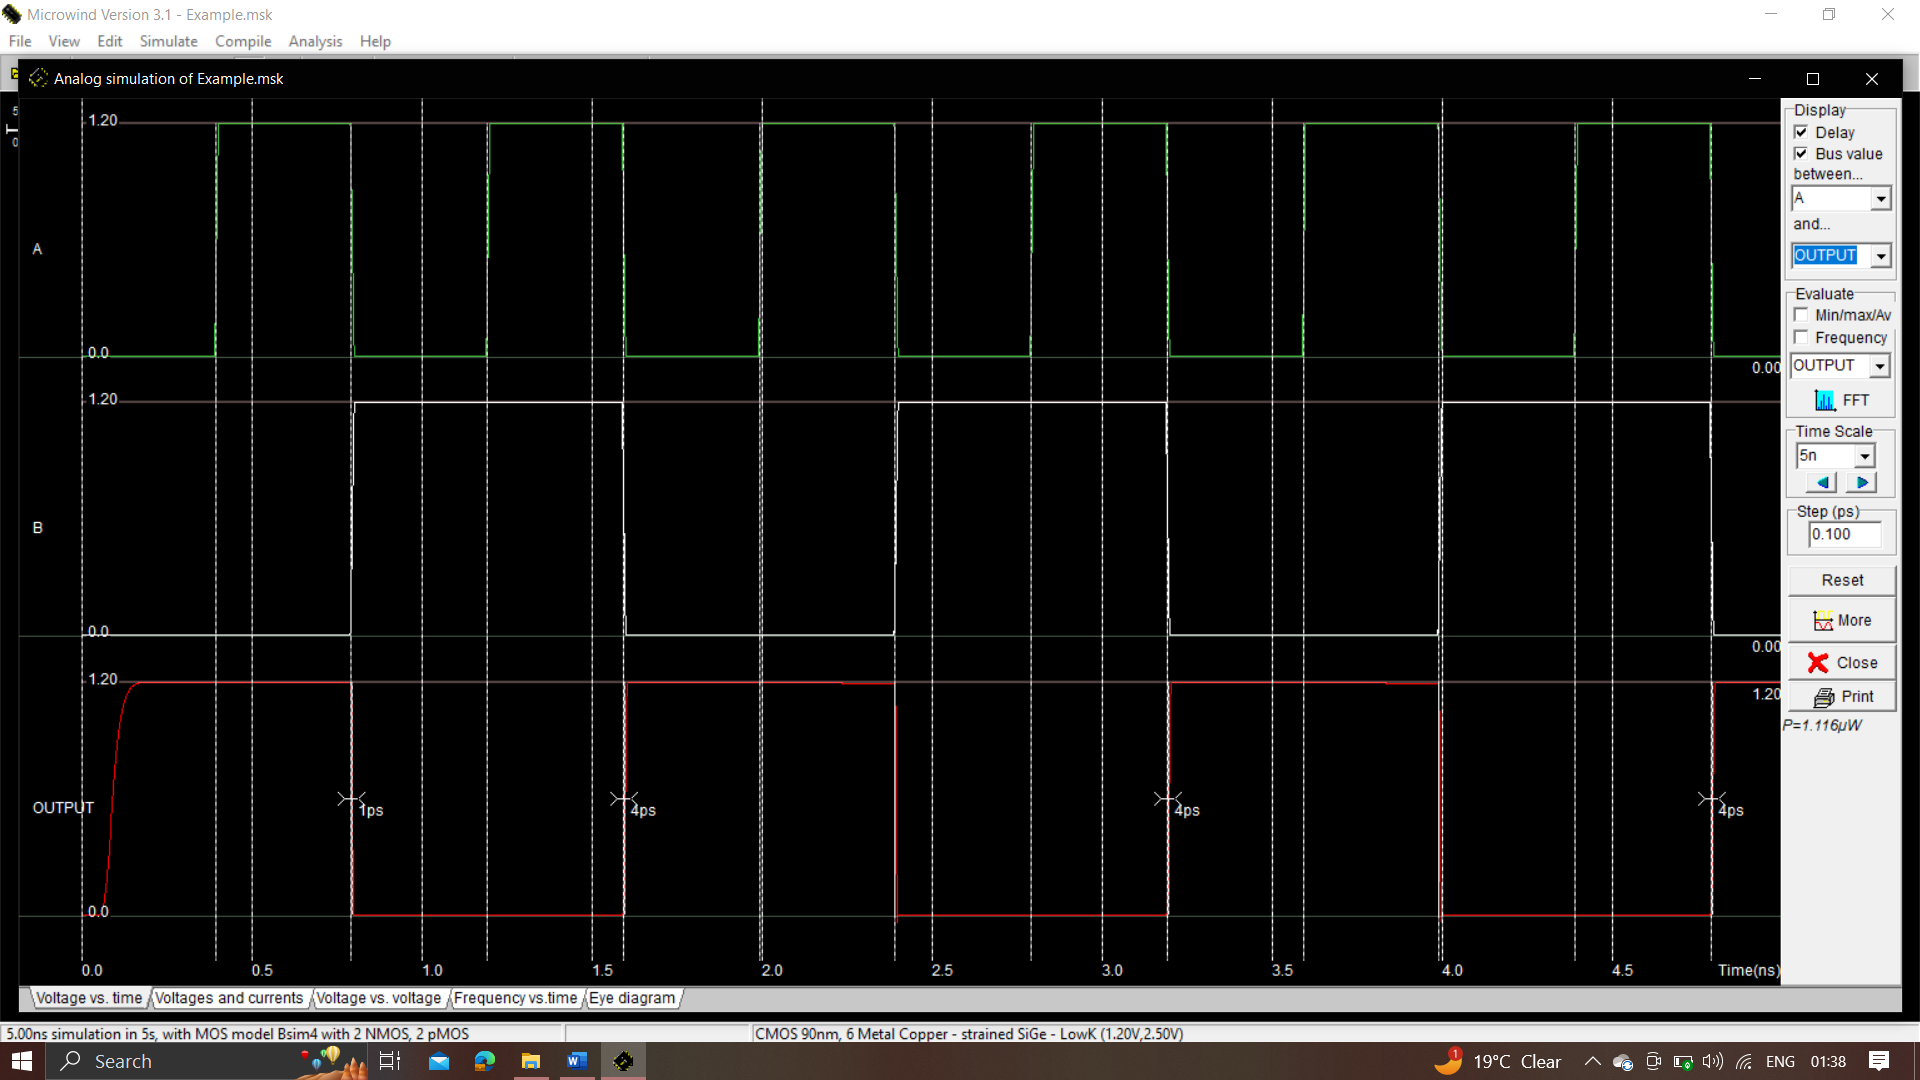 Microwind Version 3.1 - Example.msk
File View Edit Simulate Compile Analysis Help
Analog simulation of Example.msk
1.20
A
0.0
0.00
1.20
B
0.0
0.00
1.20
1.20
OUTPUT
1ps
4ps
4ps
4ps
0.0
0.0 0.5 1.0 1.5 2.0 2.5 3.0 3.5 4.0 4.5 Time(ns)
Display
Delay
Bus value
between...
A
and...
OUTPUT
Evaluate
Min/max/Av
Frequency
OUTPUT
FFT
Time Scale
5n
Step (ps)
0.100
Reset
More
Close
Print
P=1.116µW
Voltage vs. time Voltages and currents Voltage vs. voltage Frequency vs.time Eye diagram
5.00ns simulation in 5s, with MOS model Bsim4 with 2 NMOS, 2 pMOS
CMOS 90nm, 6 Metal Copper - strained SiGe - LowK (1.20V,2.50V)
Search
1
19°C Clear
ENG
01:38